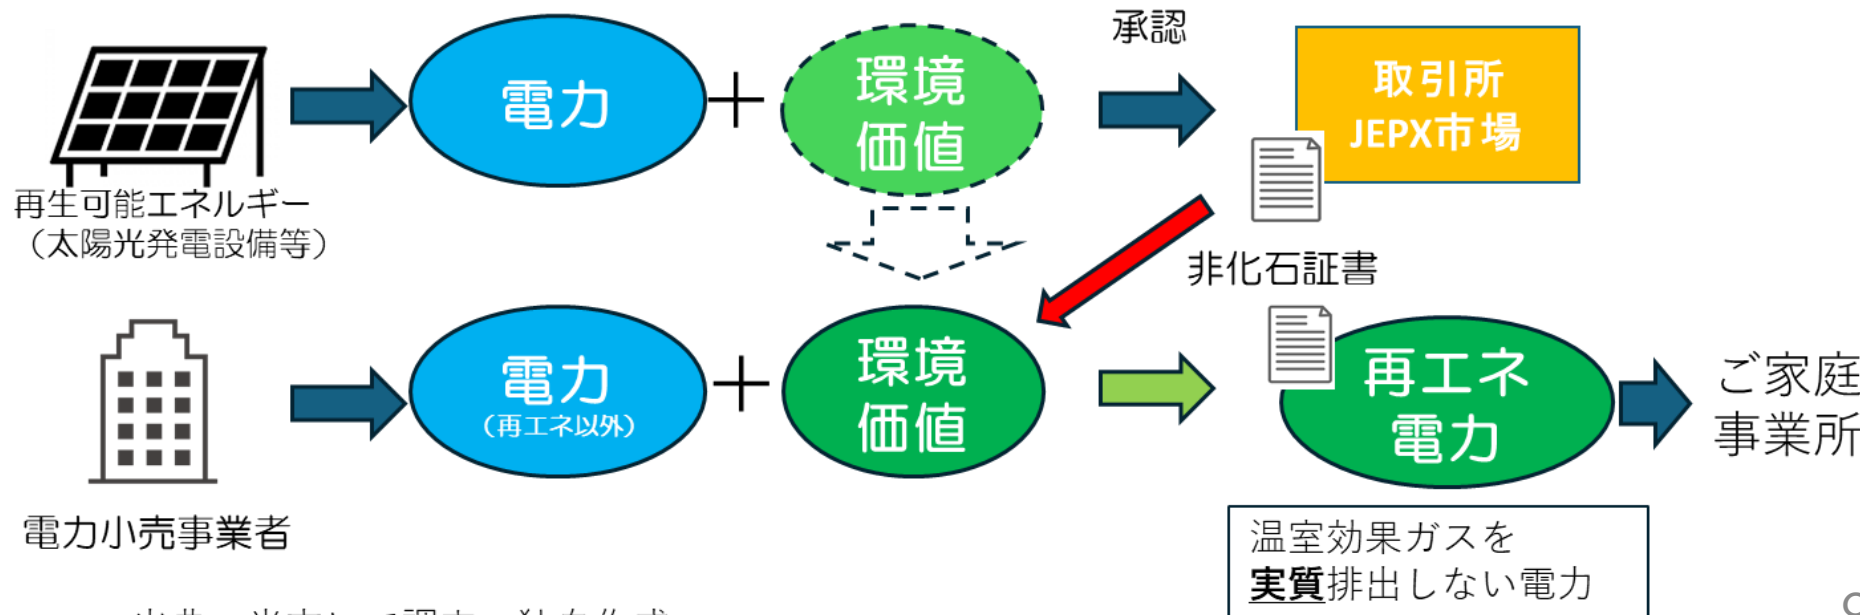 承認
電力
＋
環境
価値
取引所
JEPX市場
再生可能エネルギー
（太陽光発電設備等）
非化石証書
電力
（再エネ以外）
＋
環境
価値
再エネ
電力
ご家庭
事業所
電力小売事業者
温室効果ガスを
実質排出しない電力